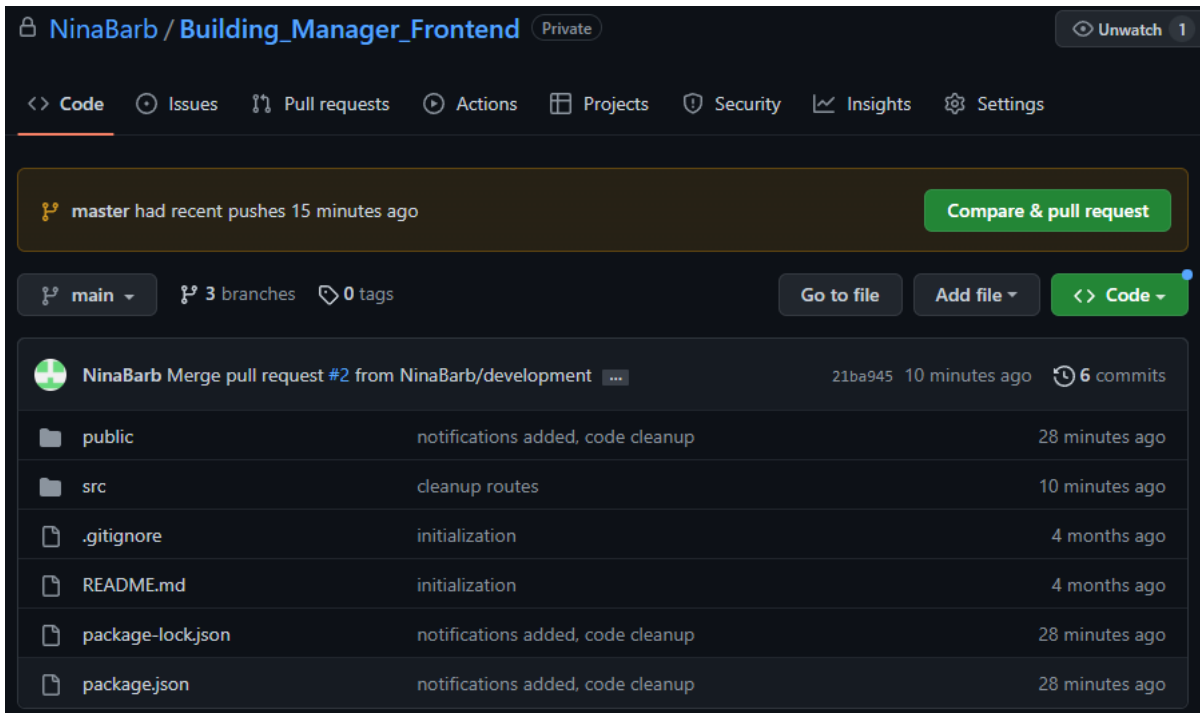 NinaBarb / Building_Manager_Frontend Private Unwatch 1
<> Code Issues Pull requests Actions Projects Security Insights Settings
master had recent pushes 15 minutes ago Compare & pull request
main 3 branches 0 tags Go to file Add file <> Code
NinaBarb Merge pull request #2 from NinaBarb/development ... 21ba945 10 minutes ago 6 commits
public notifications added, code cleanup 28 minutes ago
src cleanup routes 10 minutes ago
.gitignore initialization 4 months ago
README.md initialization 4 months ago
package-lock.json notifications added, code cleanup 28 minutes ago
package.json notifications added, code cleanup 28 minutes ago